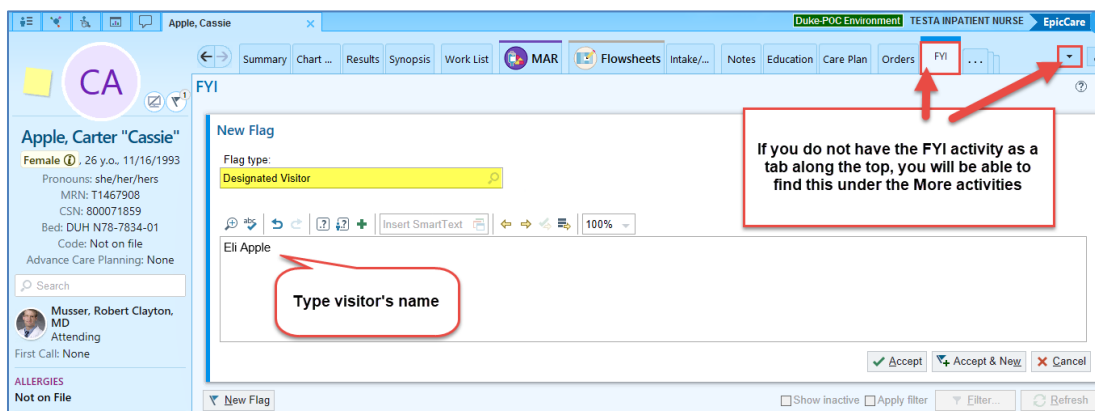 Apple, Cassie
Duke-POC Environment TESTA INPATIENT NURSE EpicCare
Summary Chart ... Results Synopsis Work List MAR Flowsheets Intake/... Notes Education Care Plan Orders FYI ...
CA
1
FYI
Apple, Carter "Cassie"
Female , 26 y.o., 11/16/1993
Pronouns: she/her/hers
MRN: T1467908
CSN: 800071859
Bed: DUH N78-7834-01
Code: Not on file
Advance Care Planning: None
Search
Musser, Robert Clayton,
MD
Attending
First Call: None
ALLERGIES
Not on File
New Flag
Flag type:
Designated Visitor
abc Insert SmartText 100%
Eli Apple
Type visitor's name
If you do not have the FYI activity as a
tab along the top, you will be able to
find this under the More activities
Accept Accept & New Cancel
New Flag Show inactive Apply filter Filter... Refresh